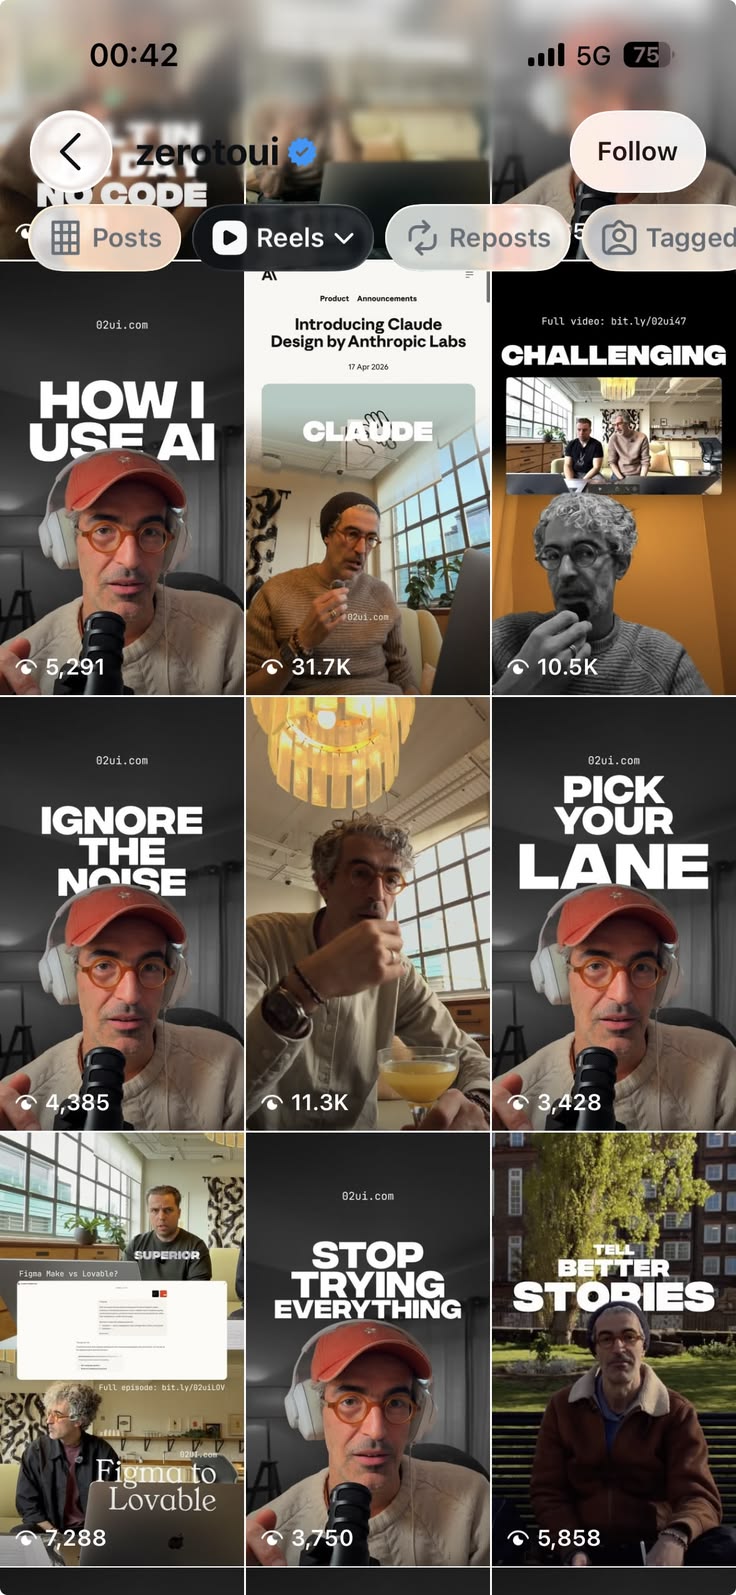 00:42
5G
75
zerotoui
Follow
NO CODE
Posts
Reels
Reposts
Tagged
02ui.com
HOW I
USE AI
5,291
Product Announcements
Introducing Claude
Design by Anthropic Labs
17 Apr 2026
CLAUDE
@02ui.com
31.7K
Full video: bit.ly/02ui47
CHALLENGING
10.5K
02ui.com
IGNORE
THE
NOISE
4,385
11.3K
02ui.com
PICK
YOUR
LANE
3,428
SUPERIOR
Figma Make vs Lovable?
Full episode: bit.ly/02uiLOV
02UI.com
Figma to
Lovable
7,288
02ui.com
STOP
TRYING
EVERYTHING
3,750
TELL
BETTER
STORIES
5,858